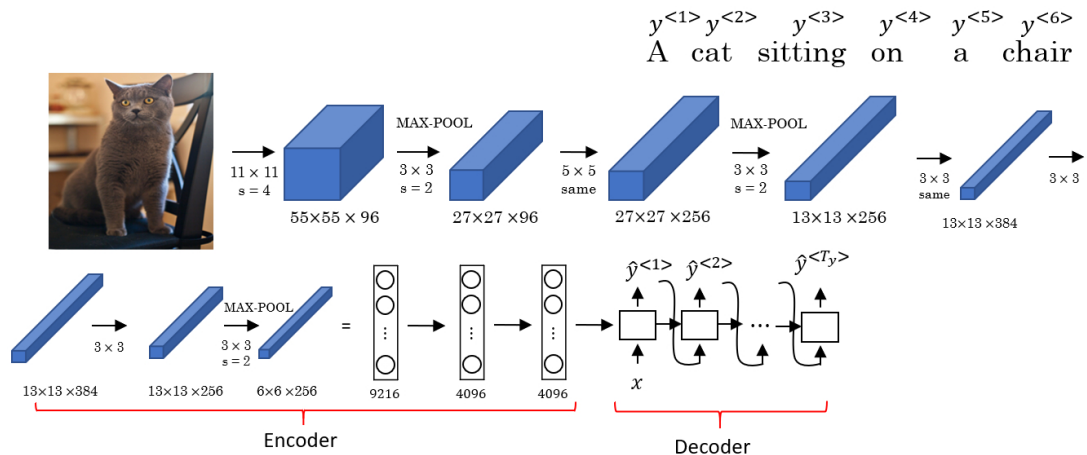 y<1> y<2> y<3> y<4> y<5> y<6>
A cat sitting on a chair
MAX-POOL
MAX-POOL
11 × 11
s = 4
3 × 3
s = 2
5 × 5
same
3 × 3
s = 2
3 × 3
same
3 × 3
55×55 × 96
27×27 ×96
27×27 ×256
13×13 ×256
13×13 ×384
ŷ<1> ŷ<2> ŷ<T_y>
MAX-POOL
3 × 3
3 × 3
s = 2
=
⋮
⋮
⋮
...
x
13×13 ×384
13×13 ×256
6×6 ×256
9216
4096
4096
Encoder
Decoder